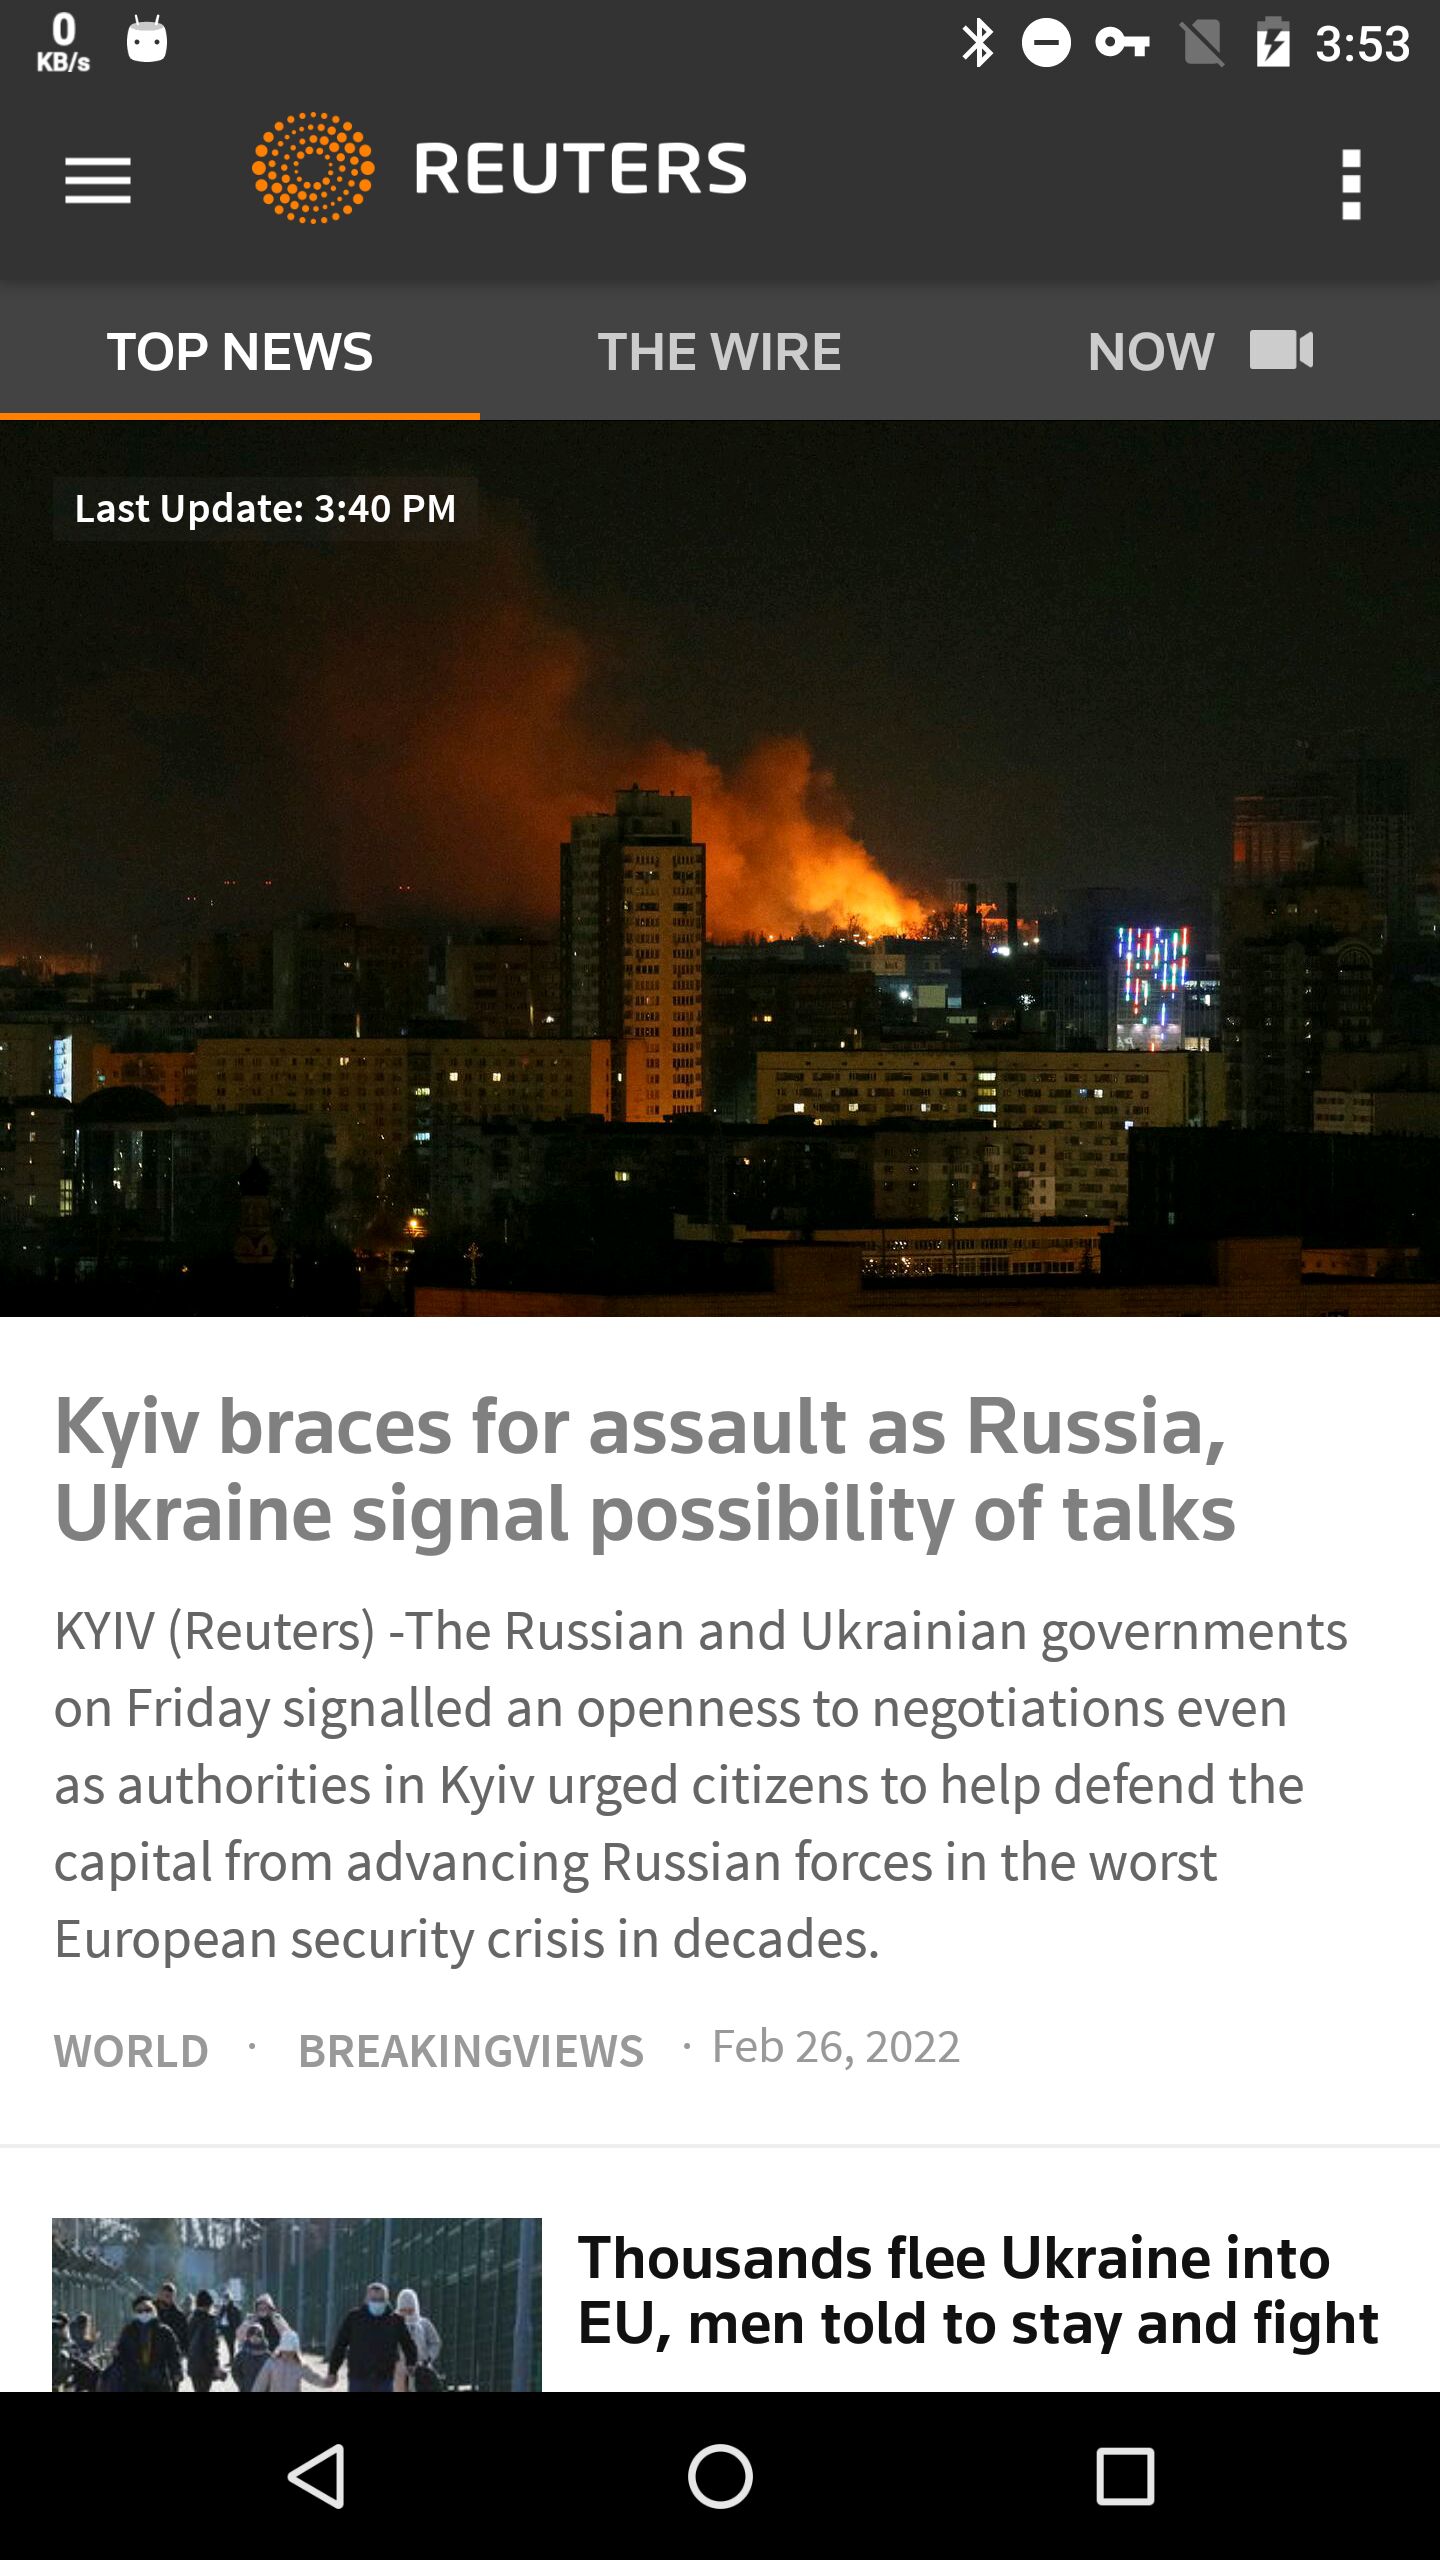 0
KB/s
3:53
REUTERS
TOP NEWS
THE WIRE
NOW
Last Update: 3:40 PM
Kyiv braces for assault as Russia,
Ukraine signal possibility of talks
KYIV (Reuters) -The Russian and Ukrainian governments
on Friday signalled an openness to negotiations even
as authorities in Kyiv urged citizens to help defend the
capital from advancing Russian forces in the worst
European security crisis in decades.
WORLD · BREAKINGVIEWS · Feb 26, 2022
Thousands flee Ukraine into
EU, men told to stay and fight